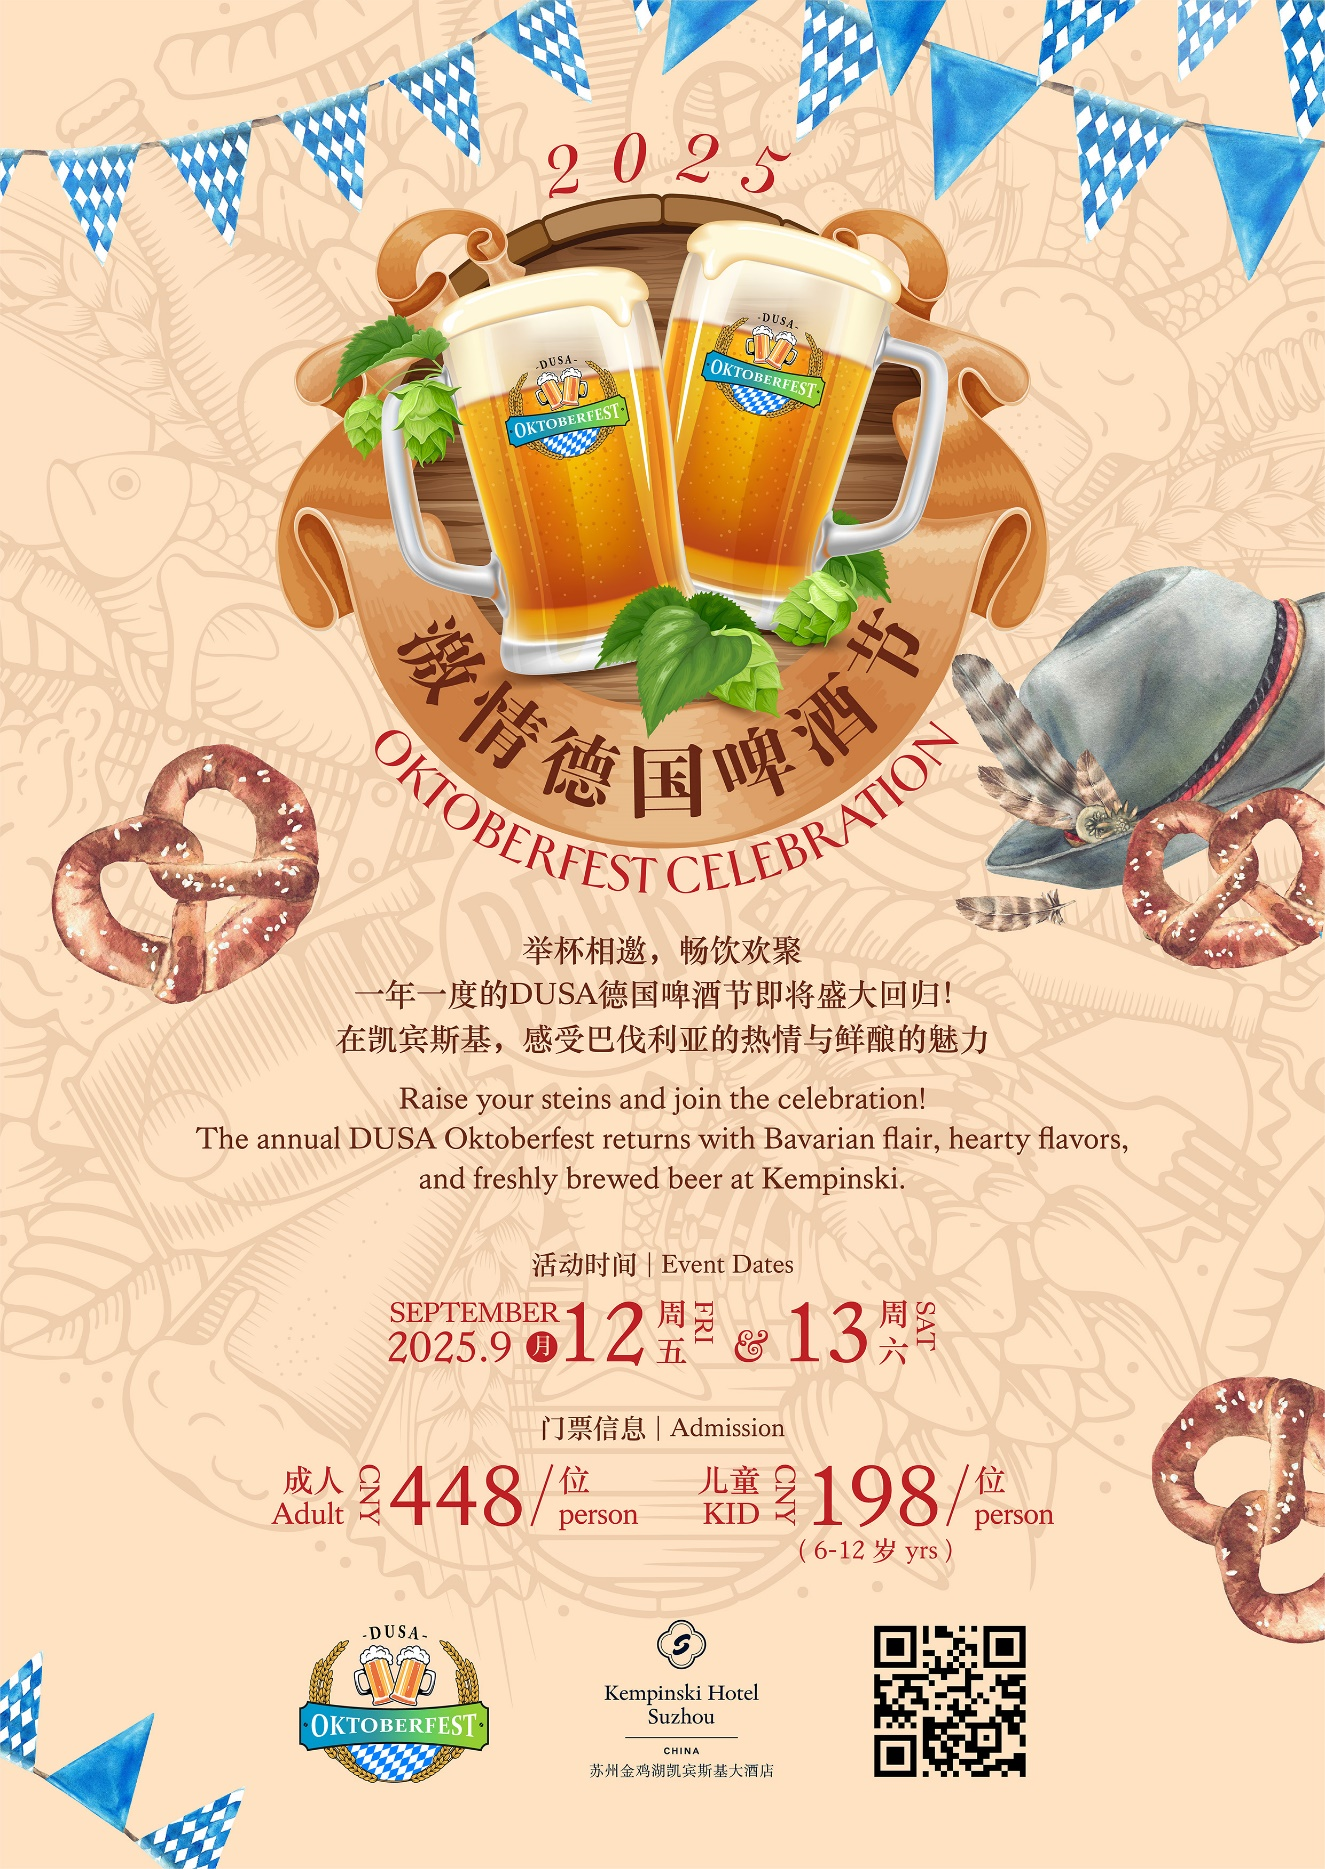 2025
-DUSA-
OKTOBERFEST
-DUSA-
OKTOBERFEST
激情德国啤酒节
OKTOBERFEST CELEBRATION
举杯相邀，畅饮欢聚
一年一度的DUSA德国啤酒节即将盛大回归！
在凯宾斯基，感受巴伐利亚的热情与鲜酿的魅力
Raise your steins and join the celebration!
The annual DUSA Oktoberfest returns with Bavarian flair, hearty flavors,
and freshly brewed beer at Kempinski.
活动时间 | Event Dates
SEPTEMBER
2025.9 月 12 周五 FRI & 13 周六 SAT
门票信息 | Admission
成人 Adult CNY 448/位 person
儿童 KID CNY 198/位 person
( 6-12 岁 yrs )
-DUSA-
OKTOBERFEST
Kempinski Hotel
Suzhou
CHINA
苏州金鸡湖凯宾斯基大酒店
BEER